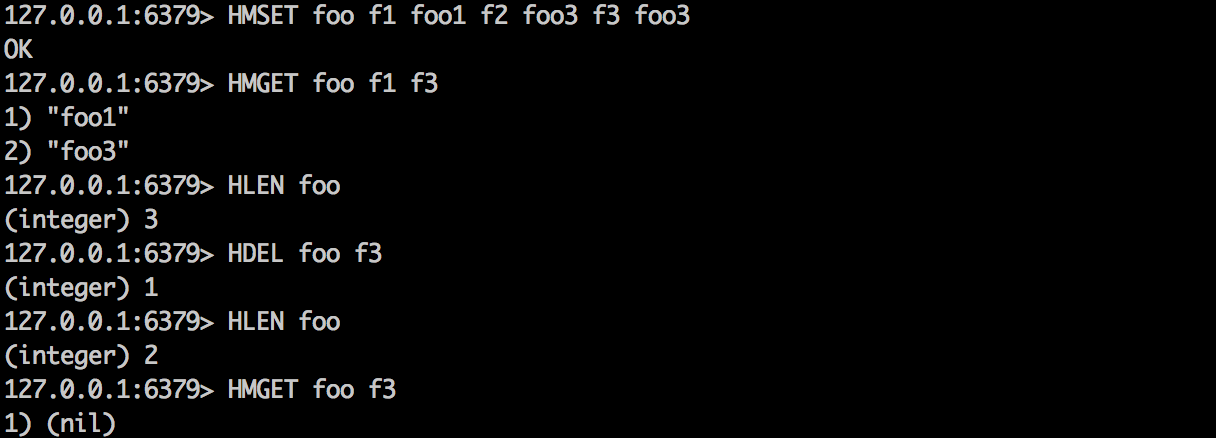 127.0.0.1:6379> HMSET foo f1 foo1 f2 foo3 f3 foo3
OK
127.0.0.1:6379> HMGET foo f1 f3
1) "foo1"
2) "foo3"
127.0.0.1:6379> HLEN foo
(integer) 3
127.0.0.1:6379> HDEL foo f3
(integer) 1
127.0.0.1:6379> HLEN foo
(integer) 2
127.0.0.1:6379> HMGET foo f3
1) (nil)